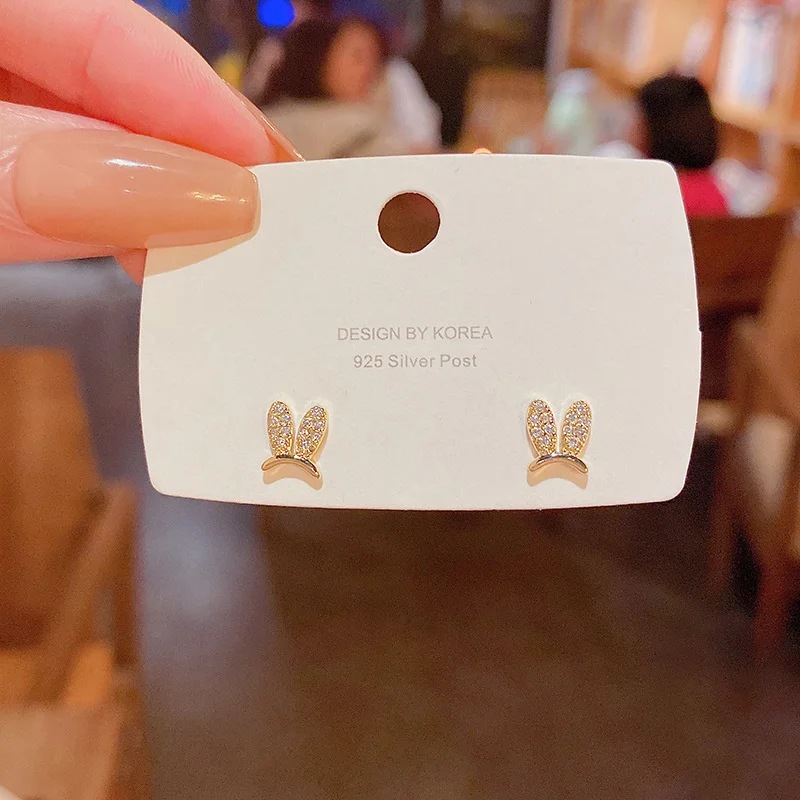 DESIGN BY KOREA
925 Silver Post